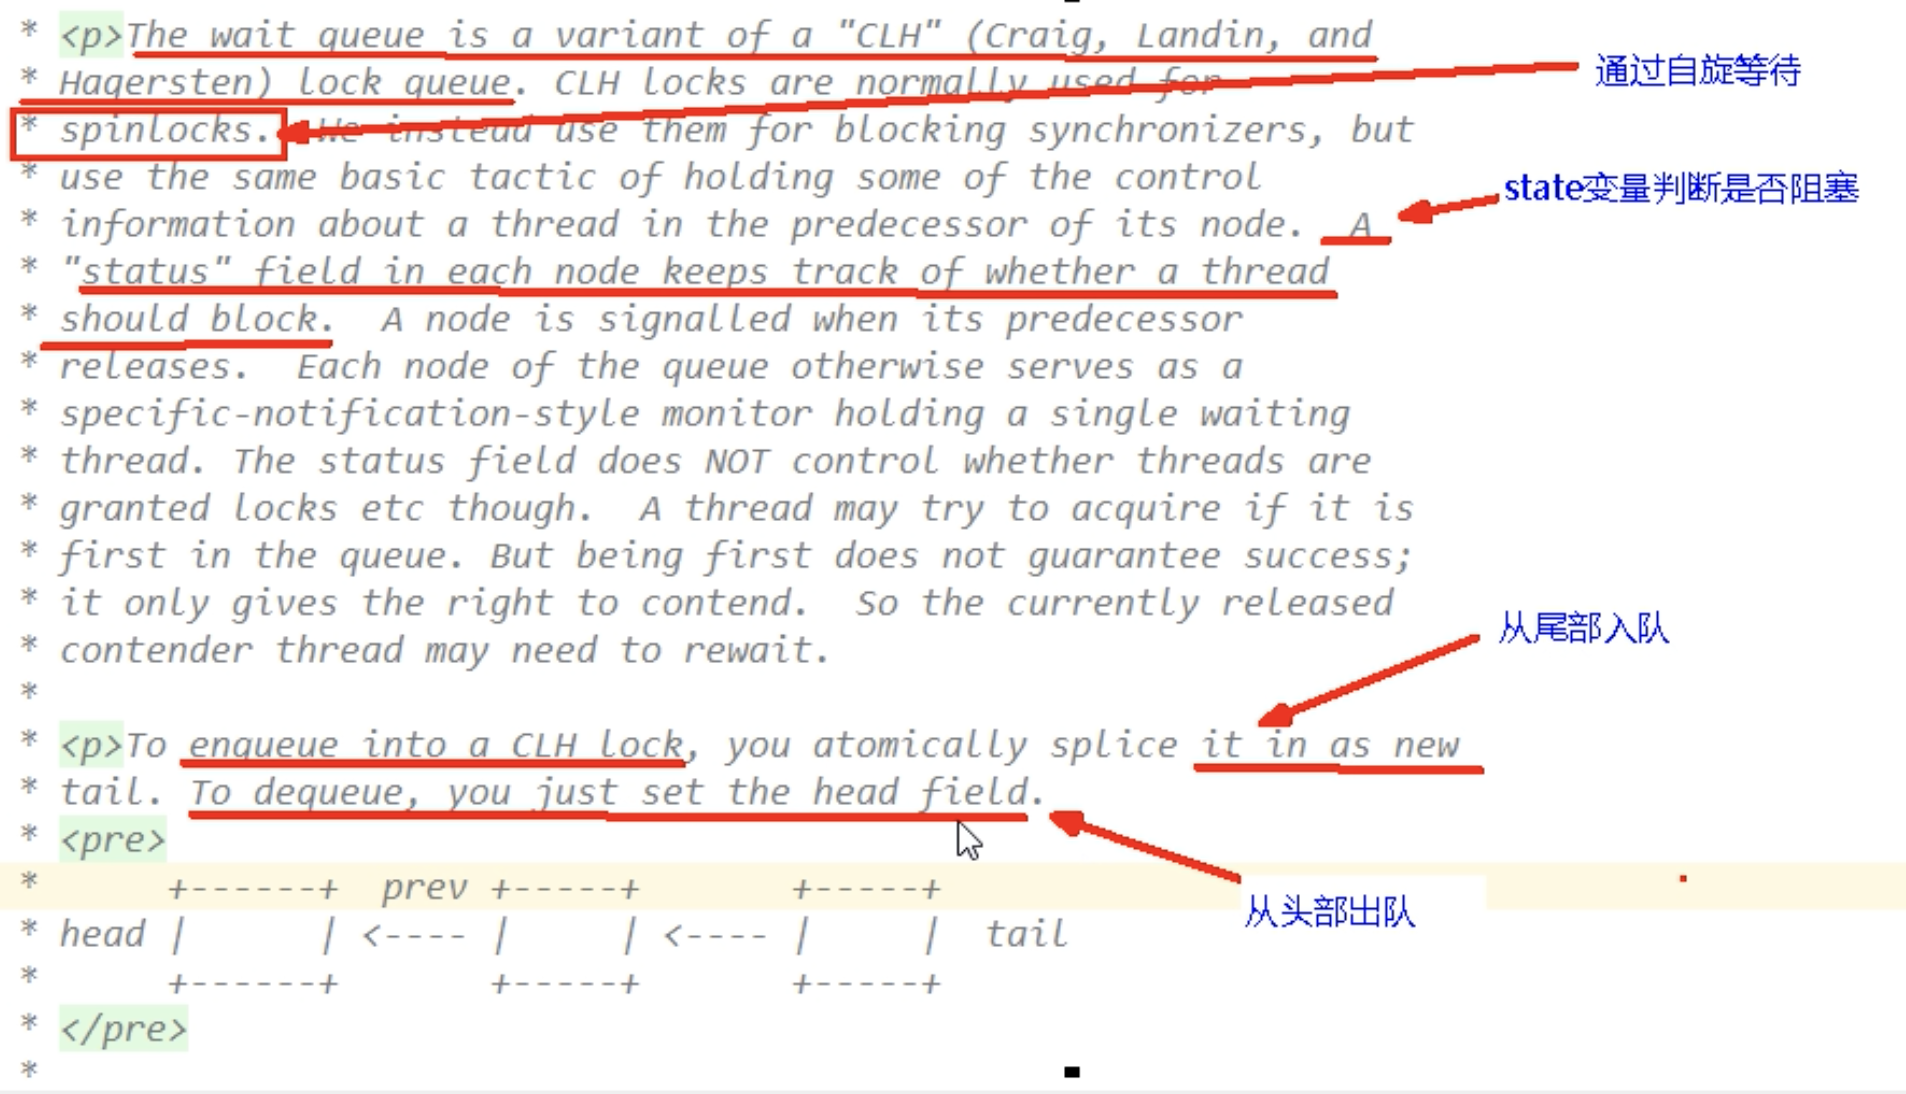 * <p>The wait queue is a variant of a "CLH" (Craig, Landin, and
* Hagersten) lock queue. CLH locks are normally used for
通过自旋等待
* spinlocks.  We instead use them for blocking synchronizers, but
* use the same basic tactic of holding some of the control
state变量判断是否阻塞
* information about a thread in the predecessor of its node.  A
* "status" field in each node keeps track of whether a thread
* should block.  A node is signalled when its predecessor
* releases.  Each node of the queue otherwise serves as a
* specific-notification-style monitor holding a single waiting
* thread. The status field does NOT control whether threads are
* granted locks etc though.  A thread may try to acquire if it is
* first in the queue. But being first does not guarantee success;
* it only gives the right to contend.  So the currently released
从尾部入队
* contender thread may need to rewait.
*
* <p>To enqueue into a CLH lock, you atomically splice it in as new
* tail. To dequeue, you just set the head field.
* <pre>
*      +------+  prev +-----+       +-----+
从头部出队
* head |      | <---- |     | <---- |     |  tail
*      +------+       +-----+       +-----+
* </pre>
*